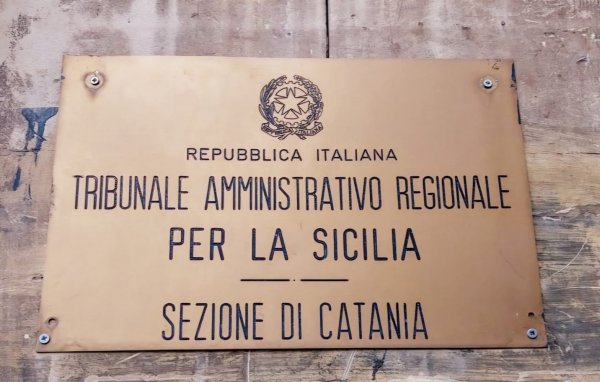 REPUBBLICA ITALIANA
TRIBUNALE AMMINISTRATIVO REGIONALE
PER LA SICILIA
SEZIONE DI CATANIA